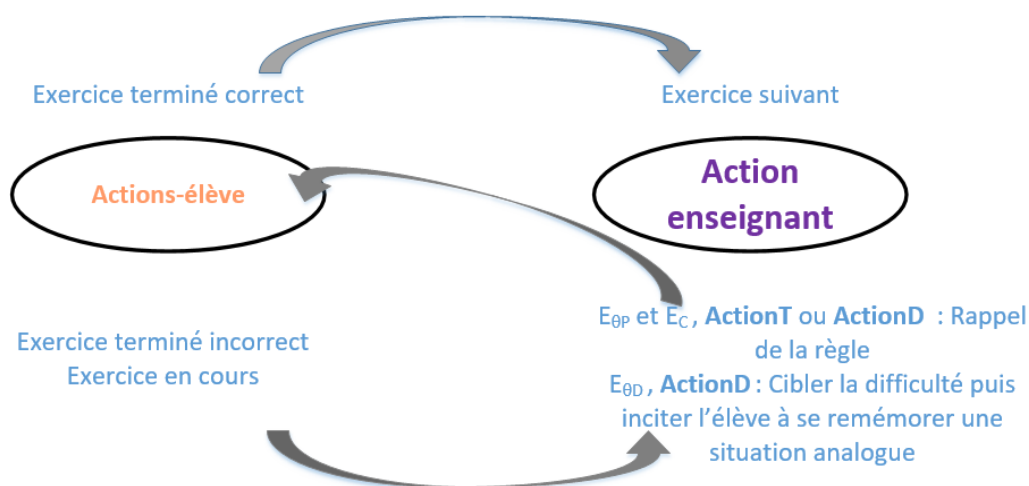 Exercice terminé correct
Exercice suivant
Actions-élève
Action
enseignant
Exercice terminé incorrect
Exercice en cours
EθP et EC , ActionT ou ActionD : Rappel
de la règle
EθD , ActionD : Cibler la difficulté puis
inciter l’élève à se remémorer une
situation analogue